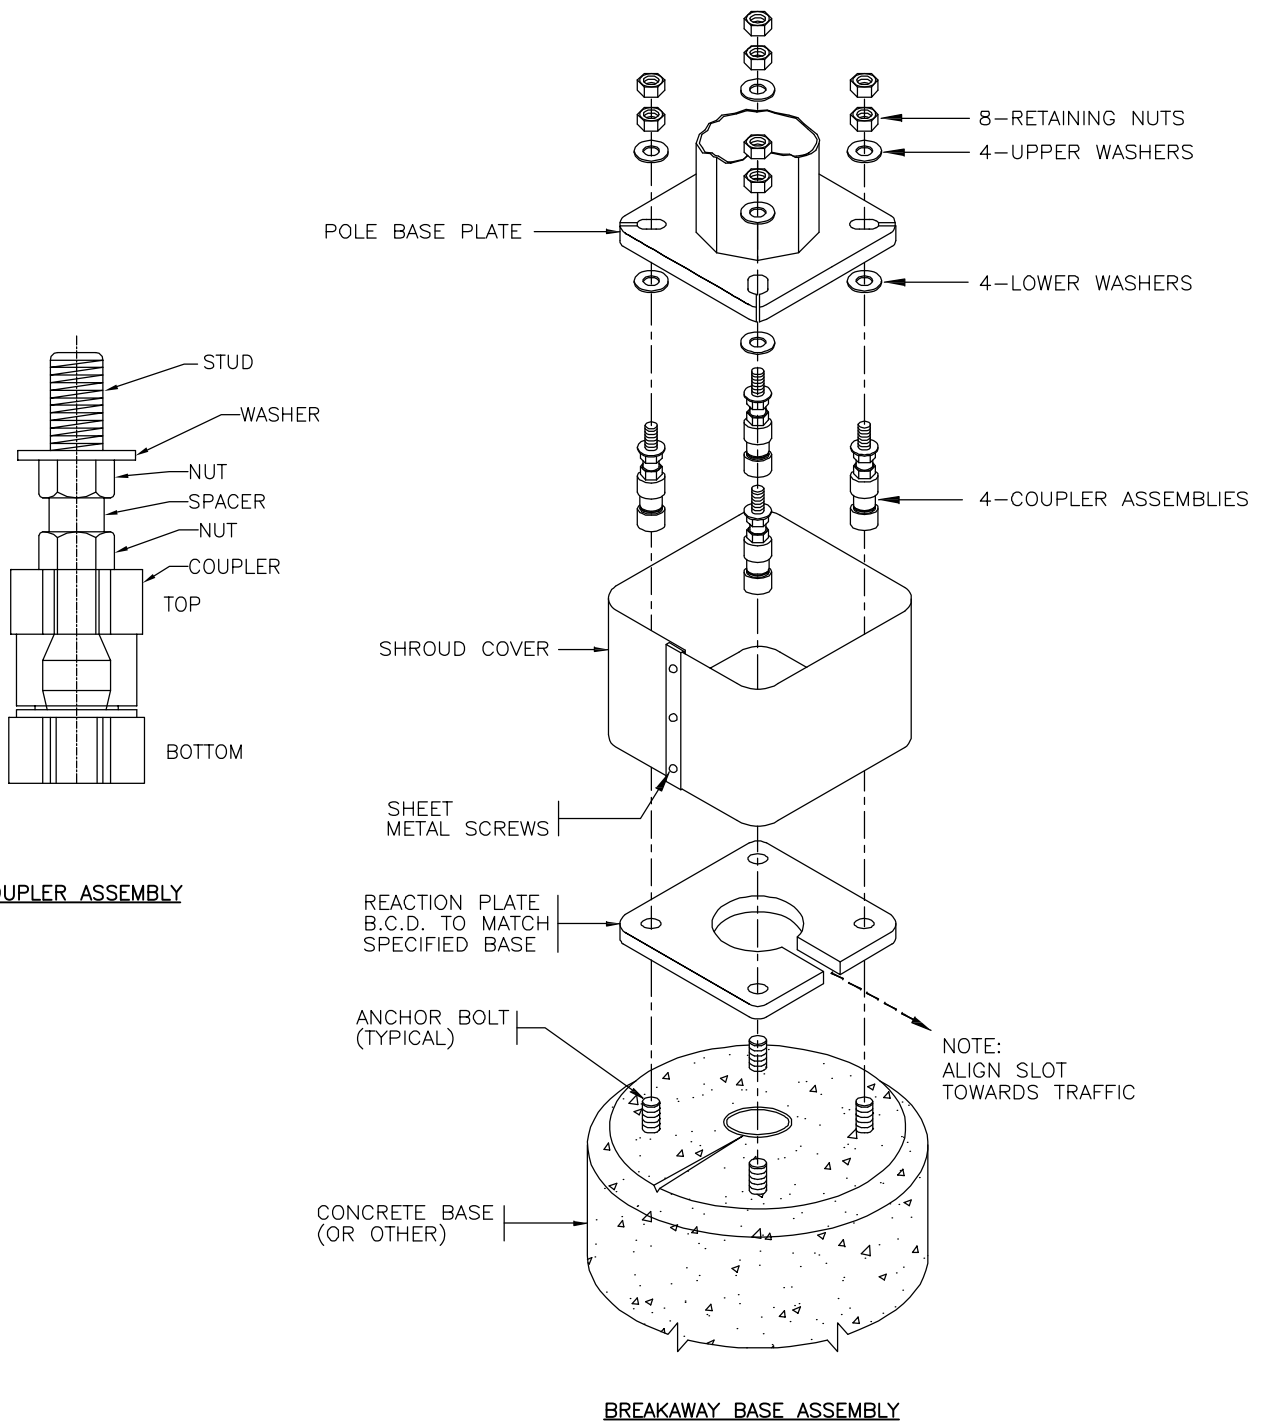 8-RETAINING NUTS
4-UPPER WASHERS
POLE BASE PLATE
4-LOWER WASHERS
STUD
WASHER
NUT
SPACER
NUT
COUPLER
TOP
BOTTOM
OUPLER ASSEMBLY
4-COUPLER ASSEMBLIES
SHROUD COVER
SHEET
METAL SCREWS
REACTION PLATE
B.C.D. TO MATCH
SPECIFIED BASE
ANCHOR BOLT
(TYPICAL)
NOTE:
ALIGN SLOT
TOWARDS TRAFFIC
CONCRETE BASE
(OR OTHER)
BREAKAWAY BASE ASSEMBLY